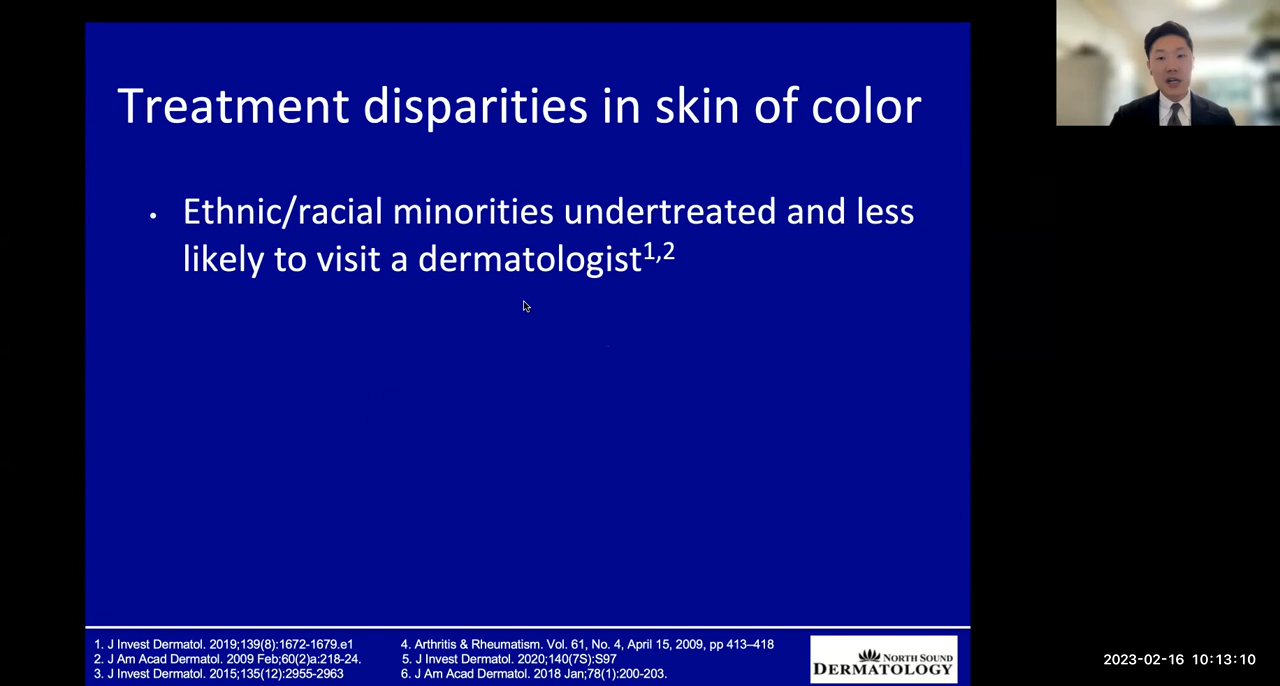 Treatment disparities in skin of color
• Ethnic/racial minorities undertreated and less
likely to visit a dermatologist1,2
1. J Invest Dermatol. 2019;139(8):1672-1679.e1
2. J Am Acad Dermatol. 2009 Feb;60(2)a:218-24.
3. J Invest Dermatol. 2015;135(12):2955-2963
4. Arthritis & Rheumatism. Vol. 61, No. 4, April 15, 2009, pp 413–418
5. J Invest Dermatol. 2020;140(7S):S97
6. J Am Acad Dermatol. 2018 Jan;78(1):200-203.
NORTH SOUND
DERMATOLOGY
2023-02-16 10:13:10